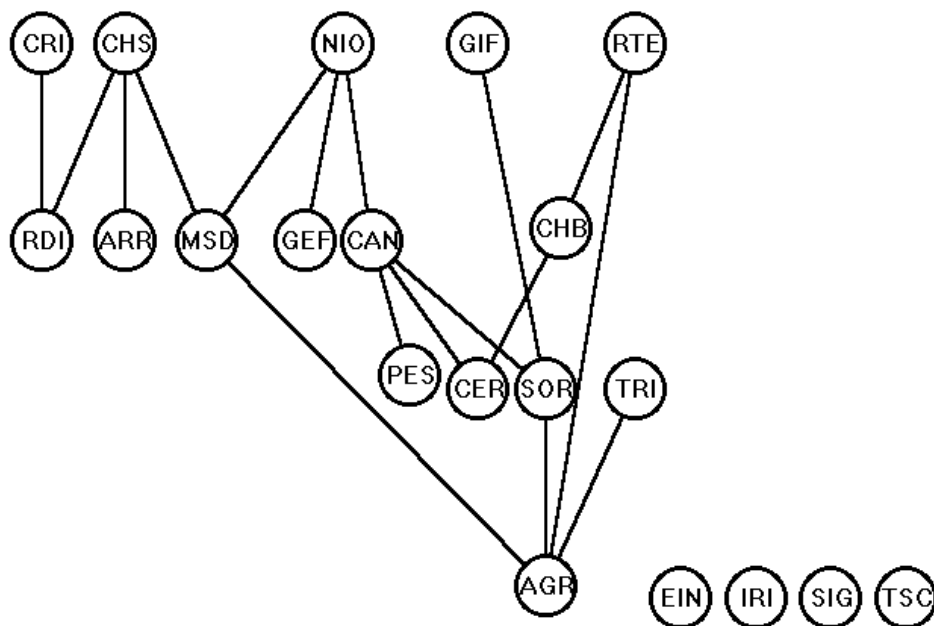 CRI CHS NIO GIF RTE
RDI ARR MSD GEF CAN CHB
PES CER SOR TRI
AGR EIN IRI SIG TSC